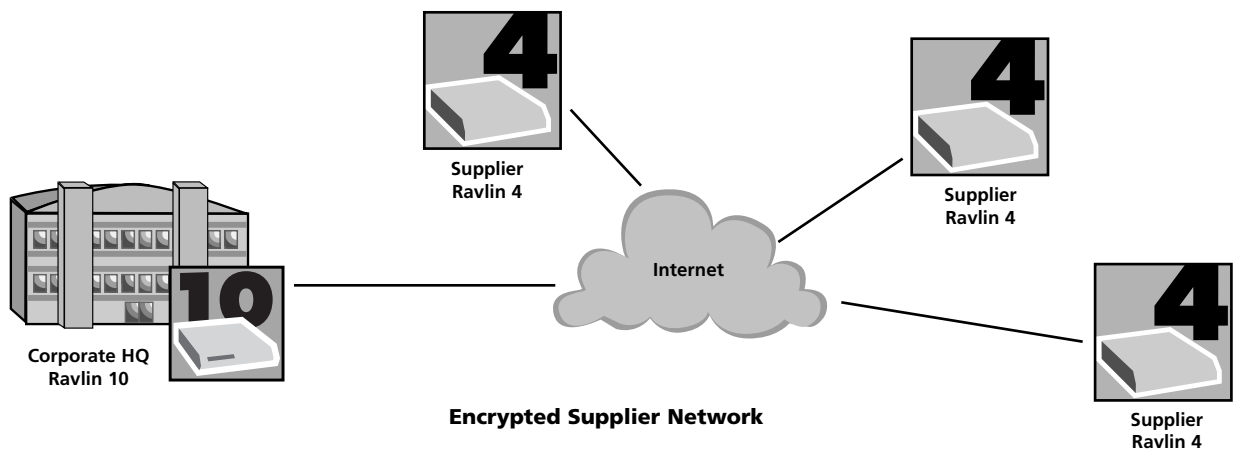 4
Supplier
Ravlin 4
4
Supplier
Ravlin 4
Internet
10
Corporate HQ
Ravlin 10
4
Supplier
Ravlin 4
Encrypted Supplier Network